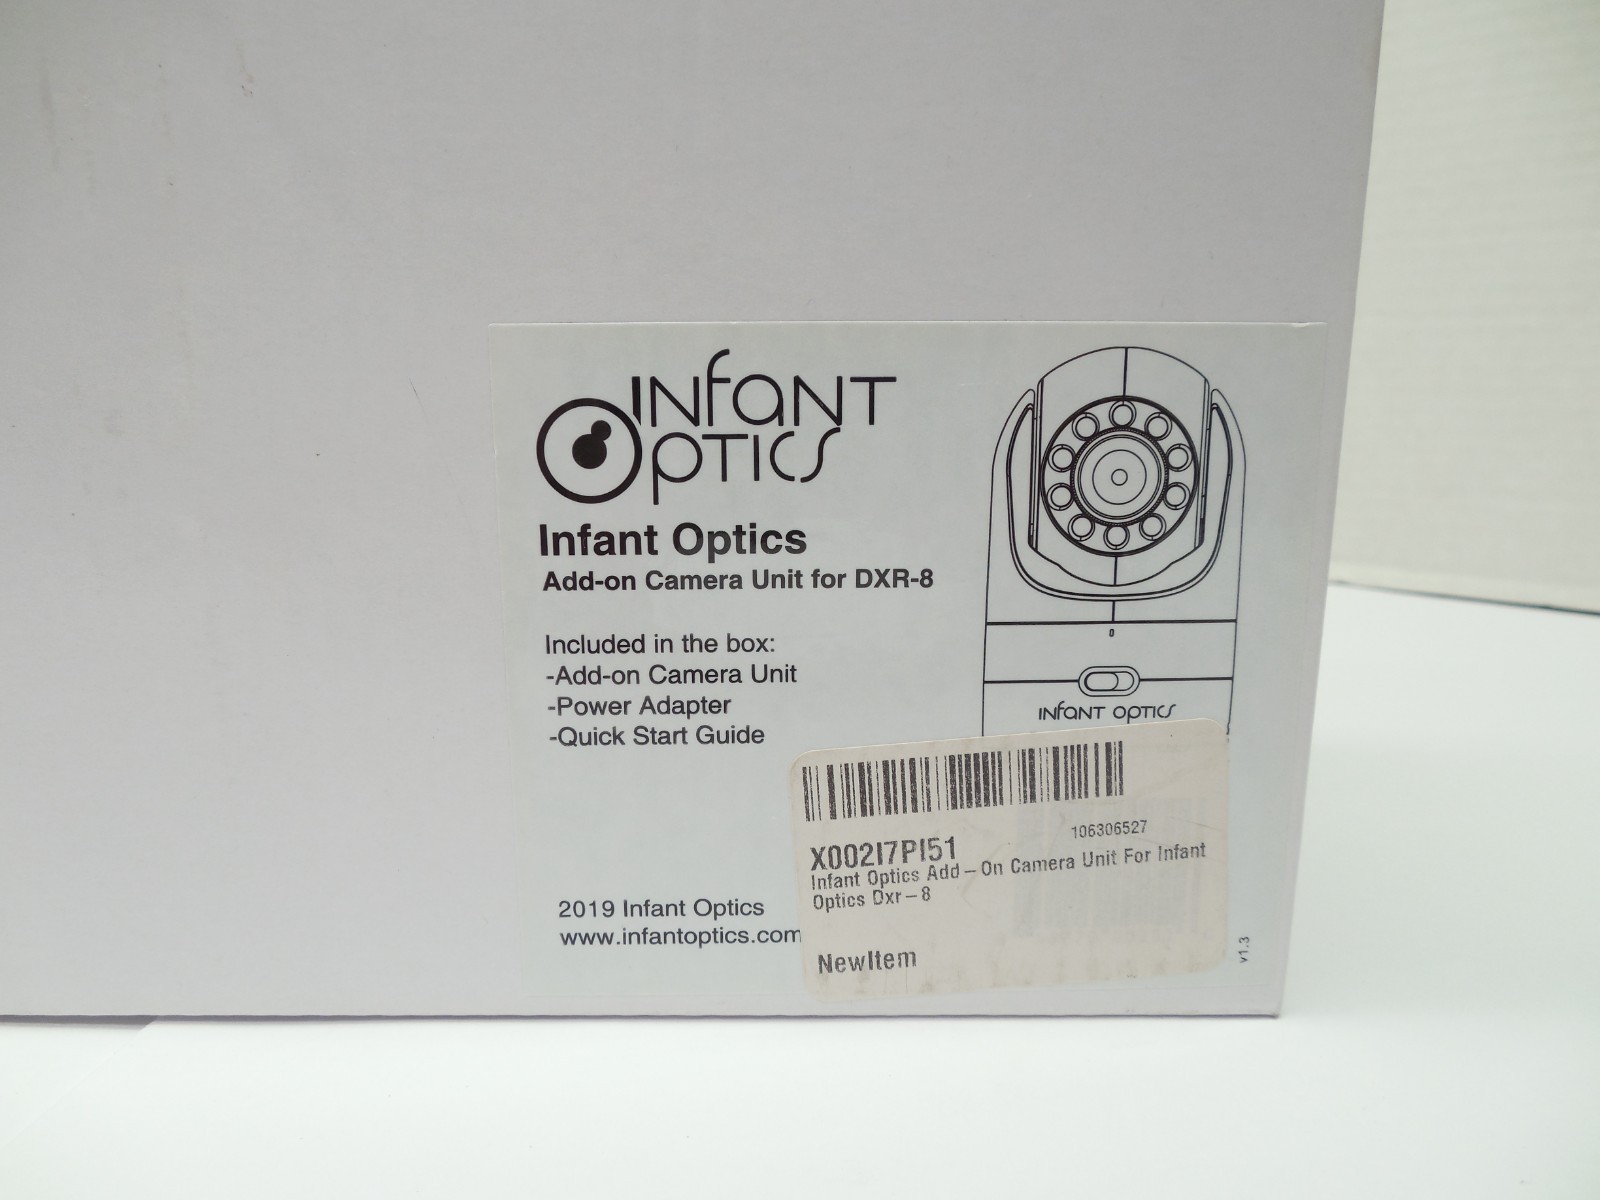 INFANT
OPTICS
Infant Optics
Add-on Camera Unit for DXR-8
Included in the box:
-Add-on Camera Unit
-Power Adapter
-Quick Start Guide
INFANT OPTICS
106306527
X002I7PI51
Infant Optics Add-On Camera Unit For Infant
Optics Dxr-8
NewItem
2019 Infant Optics
www.infantoptics.com
v1.3